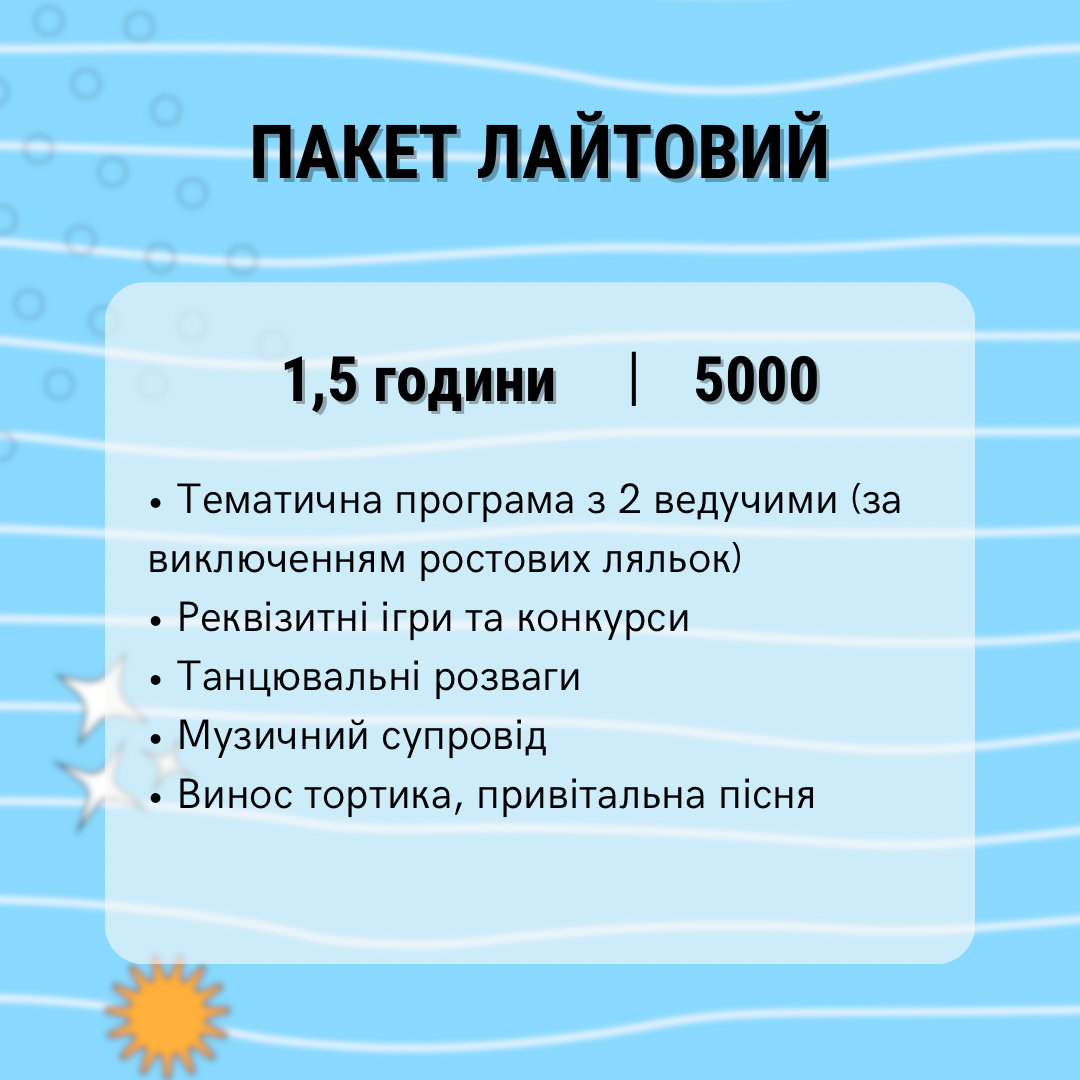 ПАКЕТ ЛАЙТОВИЙ
1,5 години | 5000
• Тематична програма з 2 ведучими (за
виключенням ростових ляльок)
• Реквізитні ігри та конкурси
• Танцювальні розваги
• Музичний супровід
• Винос тортика, привітальна пісня